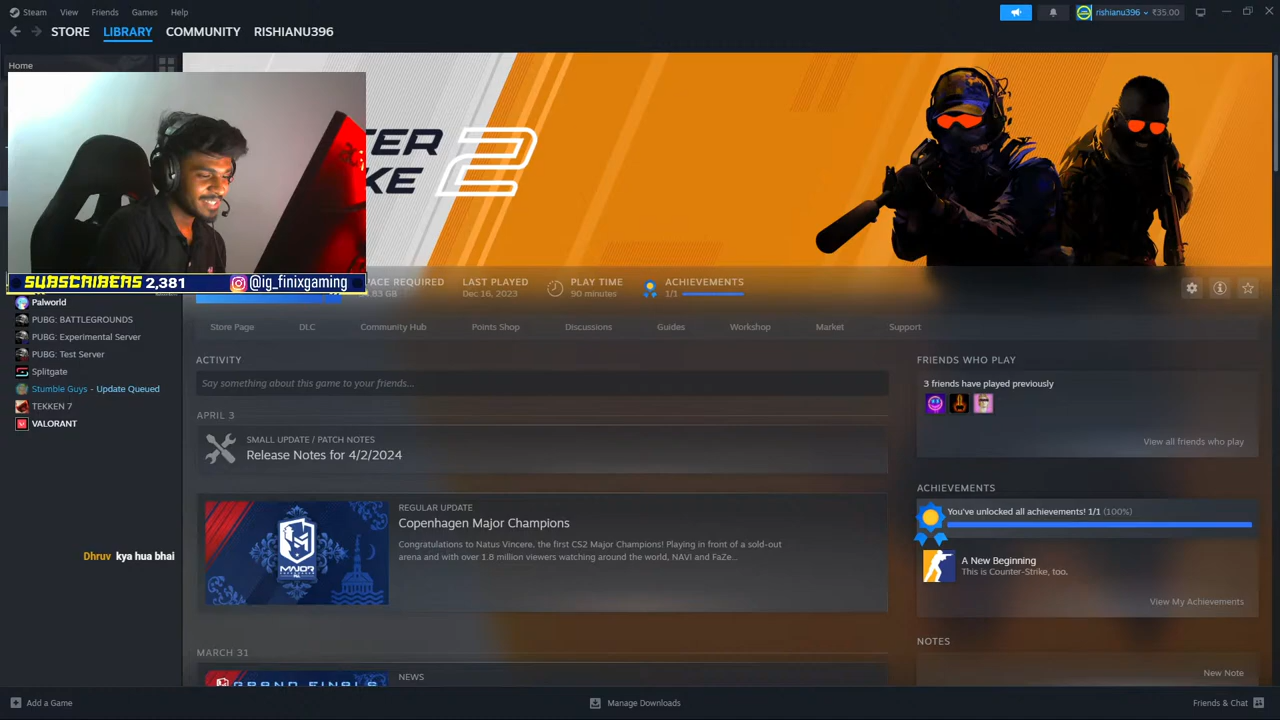 Steam View Friends Games Help
rishianu396 ₹35.00
STORE LIBRARY COMMUNITY RISHIANU396
Home
TER 2
KE
SUBSCRIBERS 2,381 @ig_finixgaming
SPACE REQUIRED LAST PLAYED PLAY TIME ACHIEVEMENTS
.83 GB Dec 16, 2023 90 minutes 1/1
Palworld
PUBG: BATTLEGROUNDS
PUBG: Experimental Server
PUBG: Test Server
Splitgate
Stumble Guys - Update Queued
TEKKEN 7
VALORANT
Dhruv kya hua bhai
Store Page DLC Community Hub Points Shop Discussions Guides Workshop Market Support
ACTIVITY
Say something about this game to your friends...
APRIL 3
SMALL UPDATE / PATCH NOTES
Release Notes for 4/2/2024
REGULAR UPDATE
Copenhagen Major Champions
Congratulations to Natus Vincere, the first CS2 Major Champions! Playing in front of a sold-out
arena and with over 1.8 million viewers watching around the world, NAVI and FaZe...
MAJOR
MARCH 31
NEWS
GRAND FINALS
FRIENDS WHO PLAY
3 friends have played previously
View all friends who play
ACHIEVEMENTS
You've unlocked all achievements! 1/1 (100%)
A New Beginning
This is Counter-Strike, too.
View My Achievements
NOTES
New Note
Add a Game Manage Downloads Friends & Chat